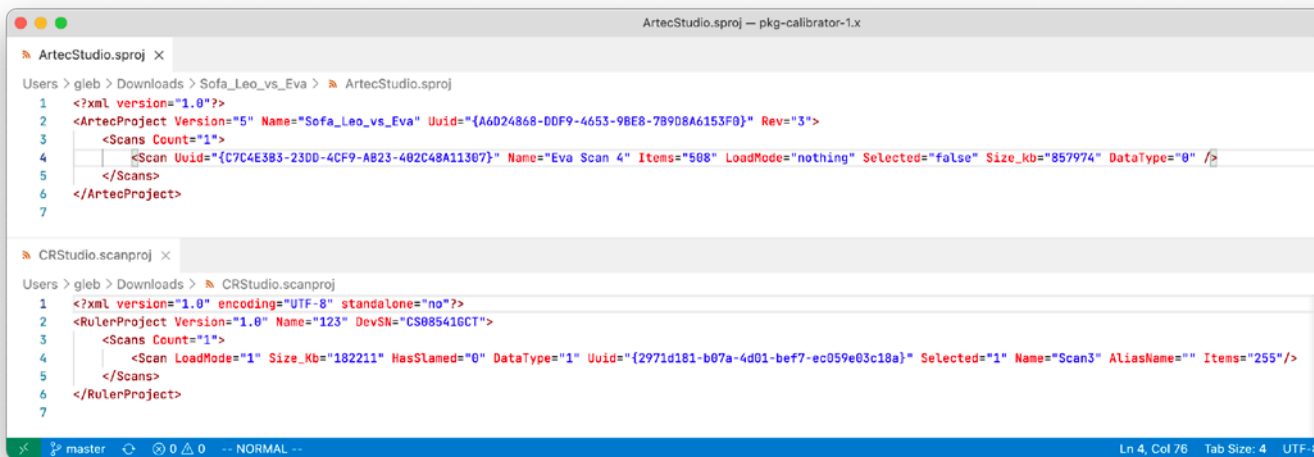 ArtecStudio.sproj — pkg-calibrator-1.x
ArtecStudio.sproj ×
Users > gleb > Downloads > Sofa_Leo_vs_Eva > ArtecStudio.sproj
1 <?xml version="1.0"?>
2 <ArtecProject Version="5" Name="Sofa_Leo_vs_Eva" Uuid="{A6D24868-DDF9-4653-9BE8-7B9D8A6153F0}" Rev="3">
3 <Scans Count="1">
4 <Scan Uuid="{C7C4E3B3-23DD-4CF9-AB23-402C48A11307}" Name="Eva Scan 4" Items="508" LoadMode="nothing" Selected="false" Size_kb="857974" DataType="0" />
5 </Scans>
6 </ArtecProject>
7
CRStudio.scanproj ×
Users > gleb > Downloads > CRStudio.scanproj
1 <?xml version="1.0" encoding="UTF-8" standalone="no"?>
2 <RulerProject Version="1.0" Name="123" DevSN="CS08541GCT">
3 <Scans Count="1">
4 <Scan LoadMode="1" Size_Kb="182211" HasSlamed="0" DataType="1" Uuid="{2971d181-b07a-4d01-bef7-ec059e03c18a}" Selected="1" Name="Scan3" AliasName="" Items="255"/>
5 </Scans>
6 </RulerProject>
7
master 0 0 -- NORMAL -- Ln 4, Col 76 Tab Size: 4